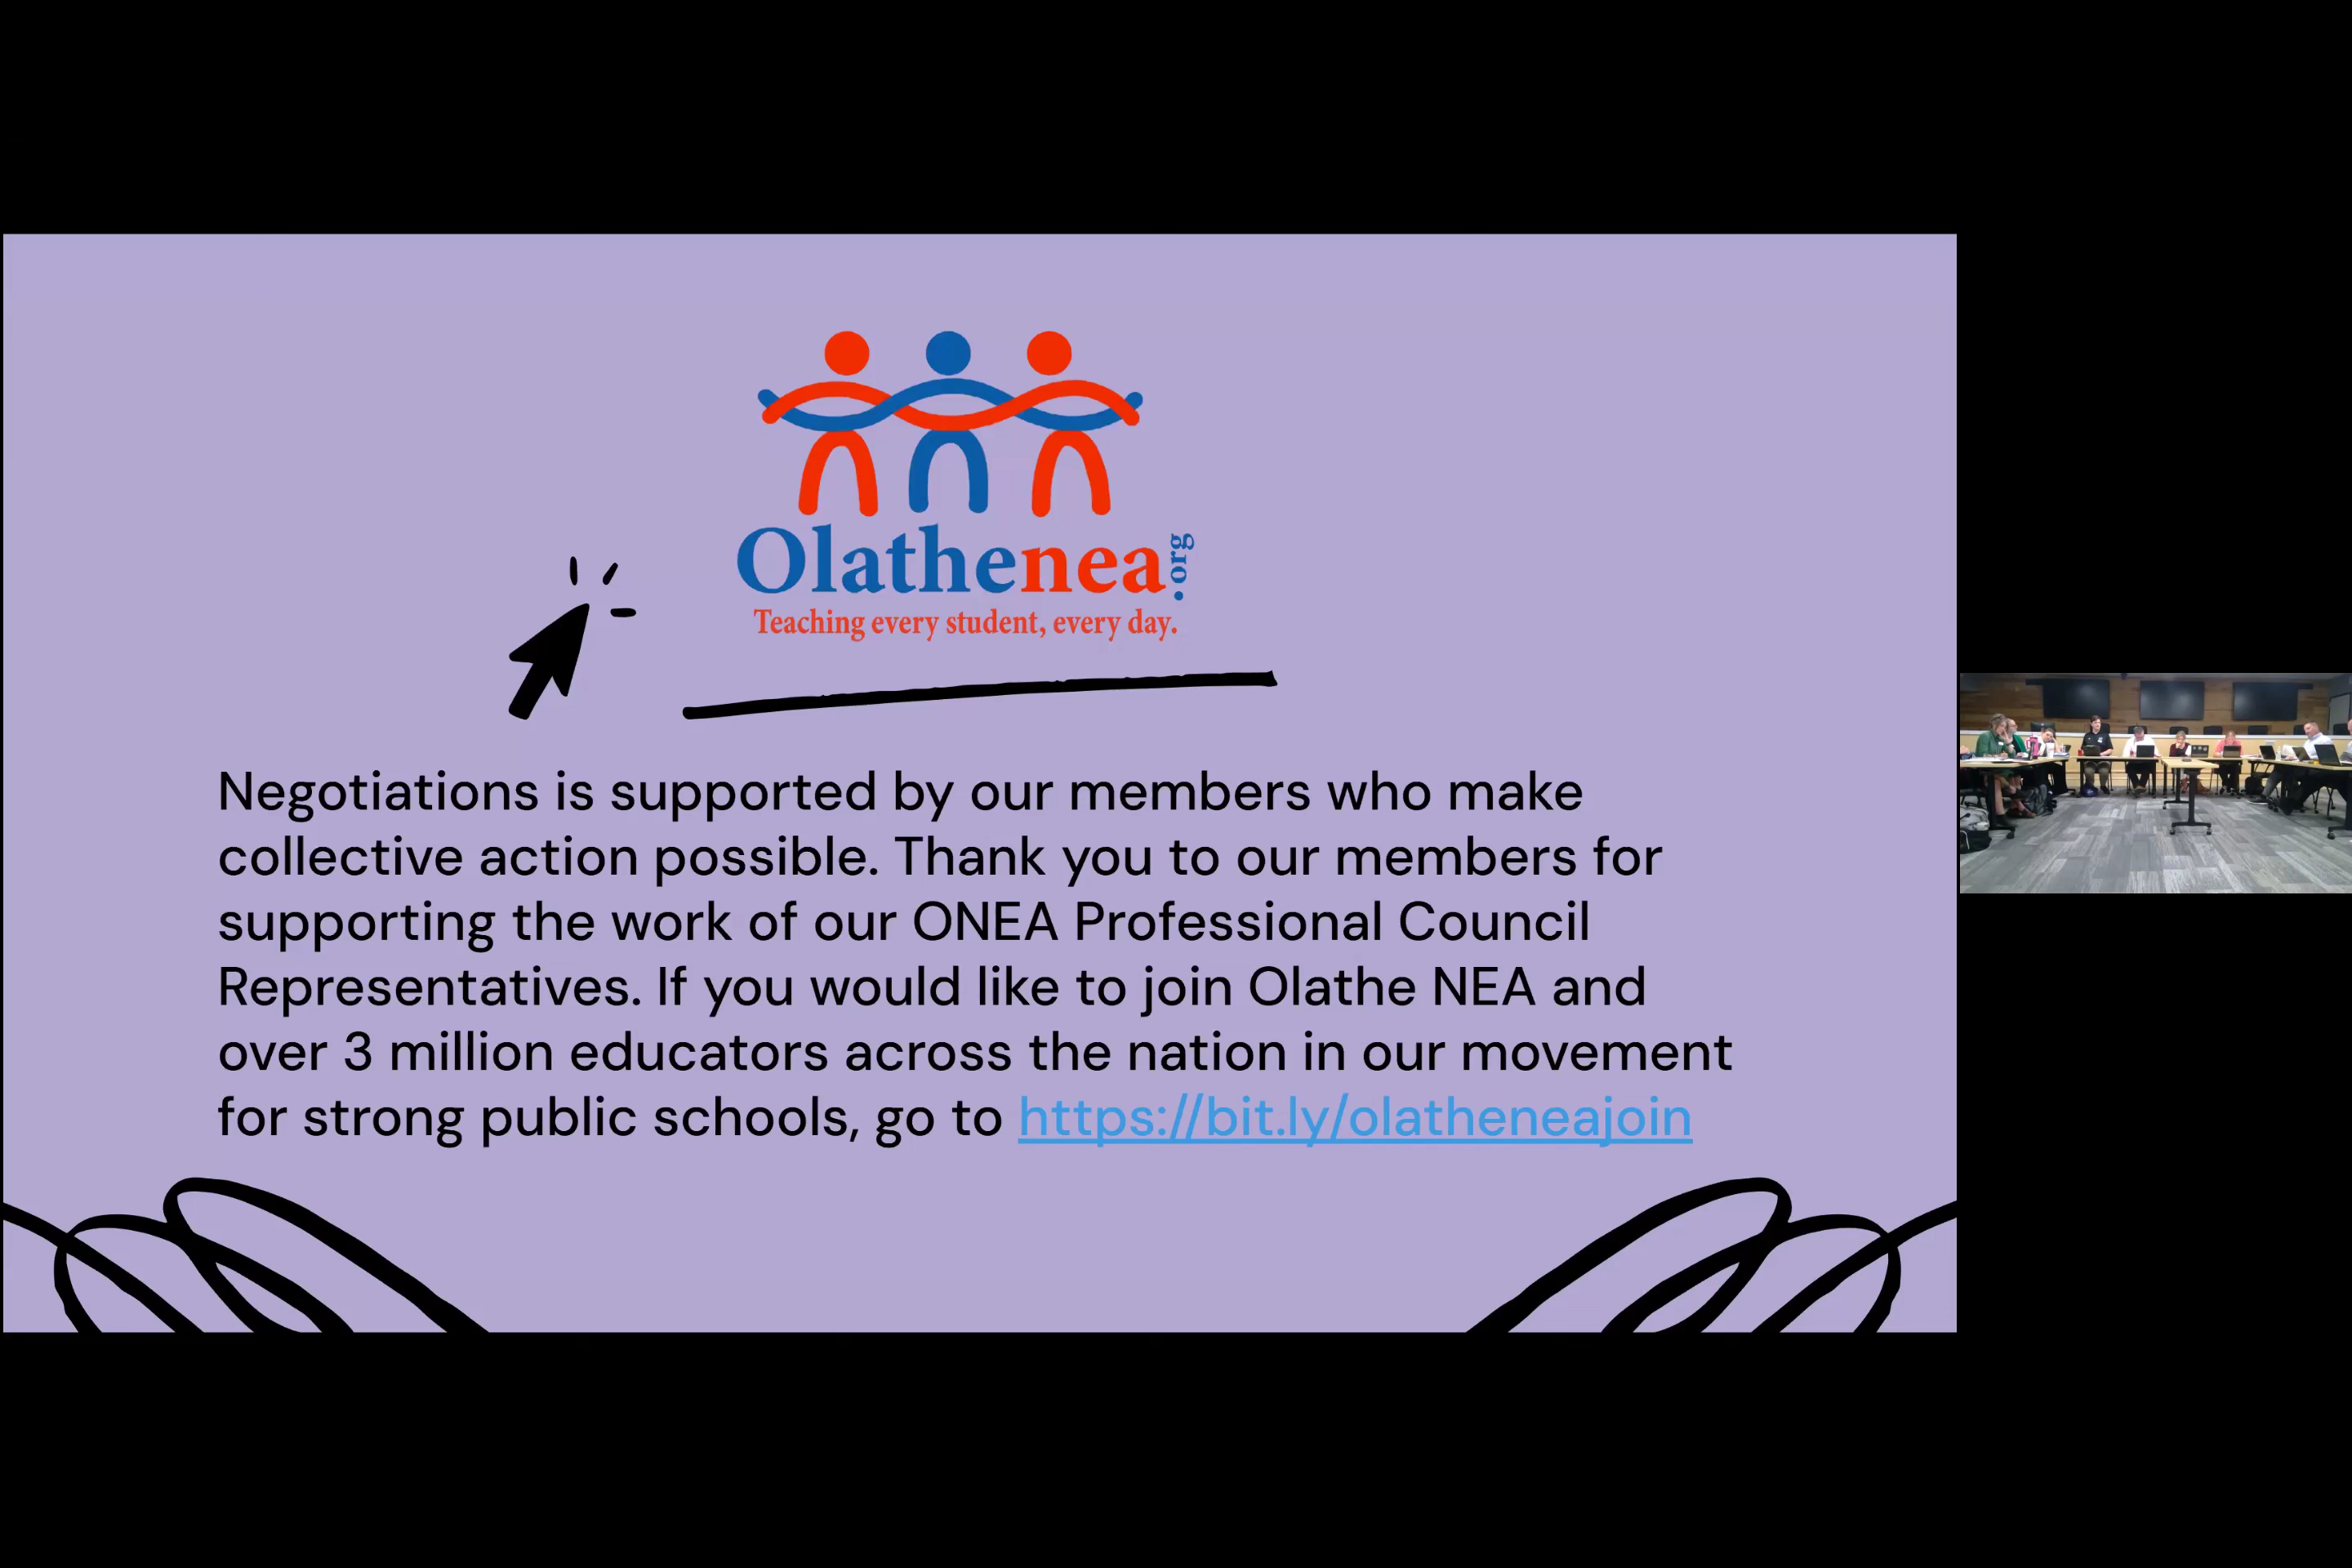 Olathenea.org
Teaching every student, every day.
Negotiations is supported by our members who make
collective action possible. Thank you to our members for
supporting the work of our ONEA Professional Council
Representatives. If you would like to join Olathe NEA and
over 3 million educators across the nation in our movement
for strong public schools, go to https://bit.ly/olatheneajoin